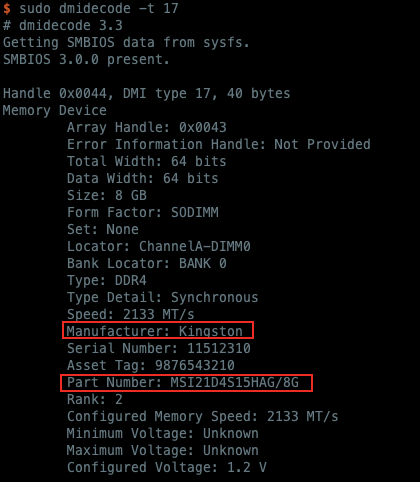 $ sudo dmidecode -t 17
# dmidecode 3.3
Getting SMBIOS data from sysfs.
SMBIOS 3.0.0 present.
Handle 0x0044, DMI type 17, 40 bytes
Memory Device
Array Handle: 0x0043
Error Information Handle: Not Provided
Total Width: 64 bits
Data Width: 64 bits
Size: 8 GB
Form Factor: SODIMM
Set: None
Locator: ChannelA-DIMM0
Bank Locator: BANK 0
Type: DDR4
Type Detail: Synchronous
Speed: 2133 MT/s
Manufacturer: Kingston
Serial Number: 11512310
Asset Tag: 9876543210
Part Number: MSI21D4S15HAG/8G
Rank: 2
Configured Memory Speed: 2133 MT/s
Minimum Voltage: Unknown
Maximum Voltage: Unknown
Configured Voltage: 1.2 V